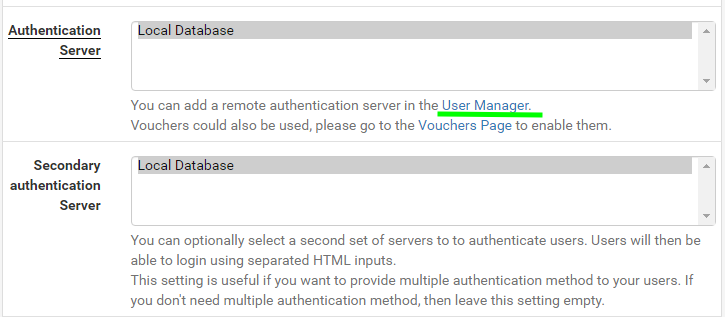 Authentication
Server
Local Database
You can add a remote authentication server in the User Manager.
Vouchers could also be used, please go to the Vouchers Page to enable them.
Secondary
authentication
Server
Local Database
You can optionally select a second set of servers to to authenticate users. Users will then be
able to login using separated HTML inputs.
This setting is useful if you want to provide multiple authentication method to your users. If
you don't need multiple authentication method, then leave this setting empty.